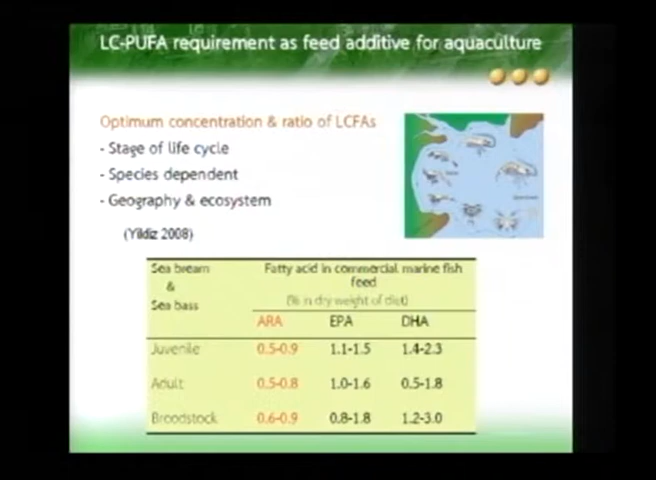 LC-PUFA requirement as feed additive for aquaculture
Optimum concentration & ratio of LCFAs
- Stage of life cycle
- Species dependent
- Geography & ecosystem
(Yildiz 2008)
Sea bream
&
Sea bass
Fatty acid in commercial marine fish
feed
(% in dry weight of diet)
ARA EPA DHA
Juvenile 0.5-0.9 1.1-1.5 1.4-2.3
Adult 0.5-0.8 1.0-1.6 0.5-1.8
Broodstock 0.6-0.9 0.8-1.8 1.2-3.0